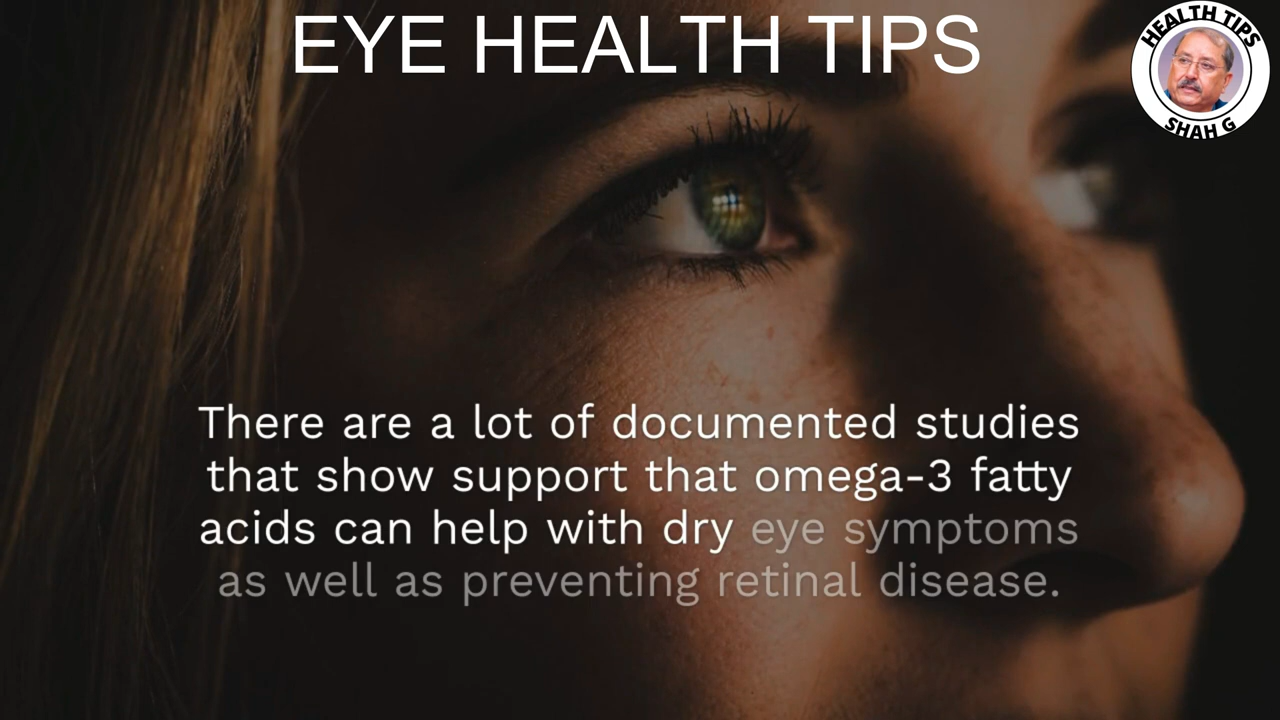 EYE HEALTH TIPS
HEALTH TIPS
SHAH G
There are a lot of documented studies
that show support that omega-3 fatty
acids can help with dry eye symptoms
as well as preventing retinal disease.